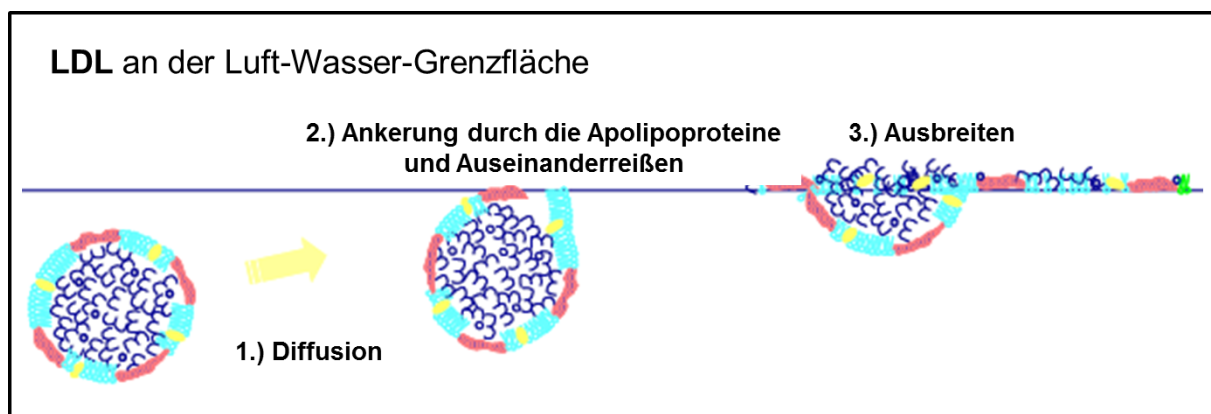 LDL an der Luft-Wasser-Grenzfläche
2.) Ankerung durch die Apolipoproteine
und Auseinanderreißen
3.) Ausbreiten
1.) Diffusion